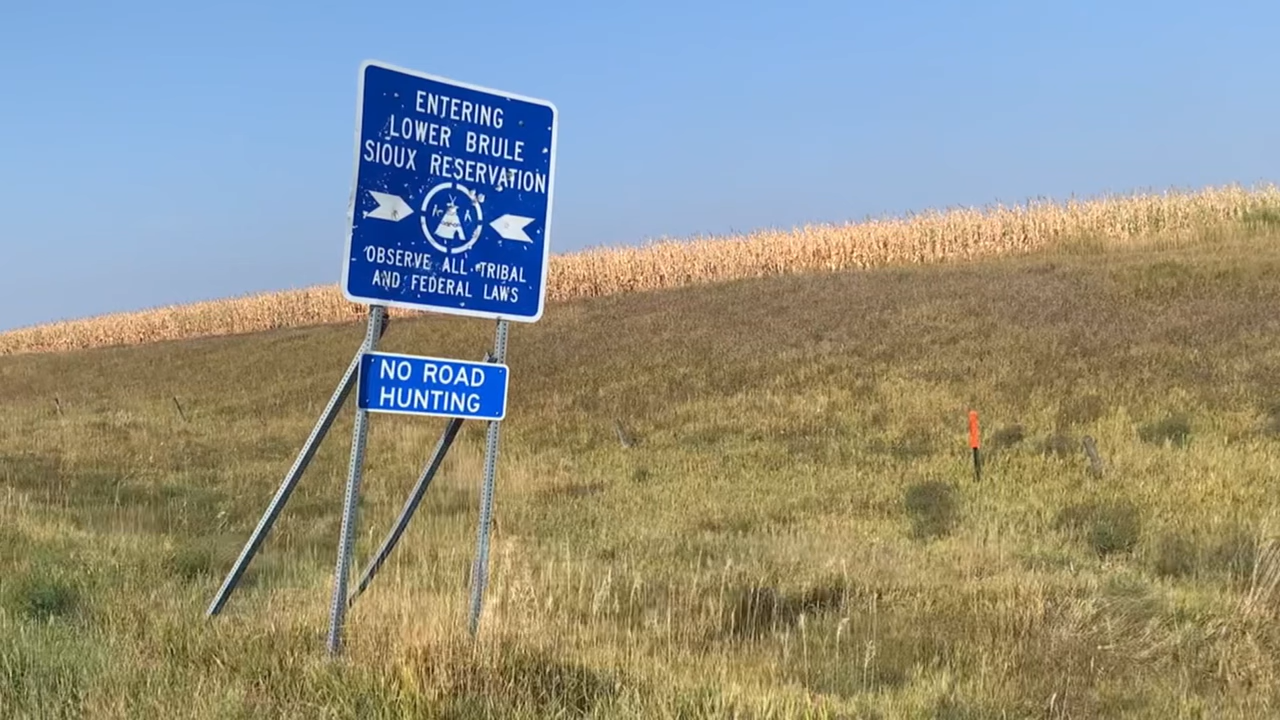 ENTERING
LOWER BRULE
SIOUX RESERVATION
OBSERVE ALL TRIBAL
AND FEDERAL LAWS
NO ROAD
HUNTING